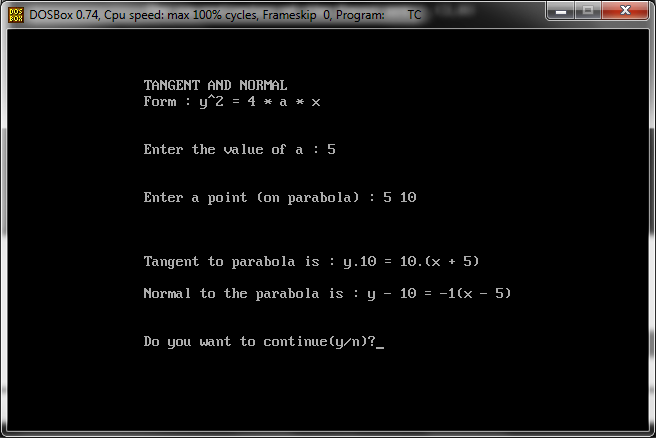 DOSBox 0.74, Cpu speed: max 100% cycles, Frameskip 0, Program: TC
TANGENT AND NORMAL
Form : y^2 = 4 * a * x
Enter the value of a : 5
Enter a point (on parabola) : 5 10
Tangent to parabola is : y.10 = 10.(x + 5)
Normal to the parabola is : y - 10 = -1(x - 5)
Do you want to continue(y/n)?_